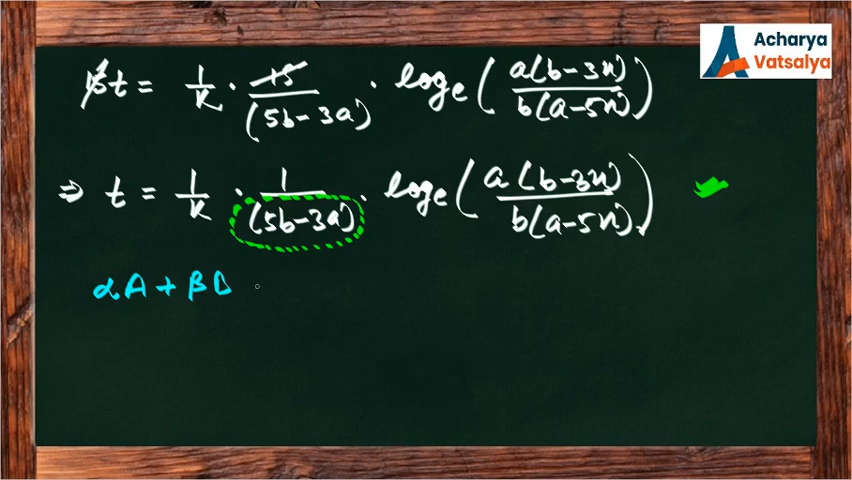 Acharya
Vatsalya
15t = 1/K · 15/(5b-3a) · loge(a(b-3x)/b(a-5x))
⇒ t = 1/K · 1/(5b-3a) · loge(a(b-3x)/b(a-5x))
αA + βB